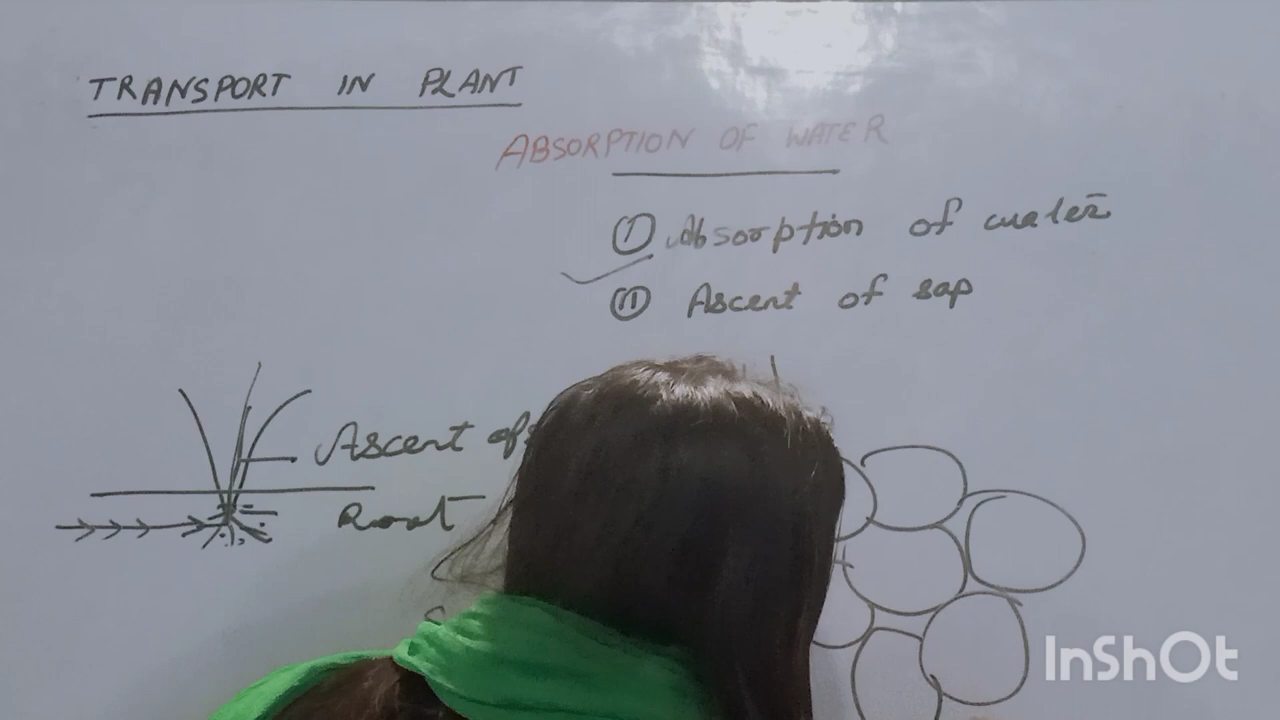 TRANSPORT IN PLANT
ABSORPTION OF WATER
I Absorption of water
II Ascent of sap
Ascent of
Root
InShOt